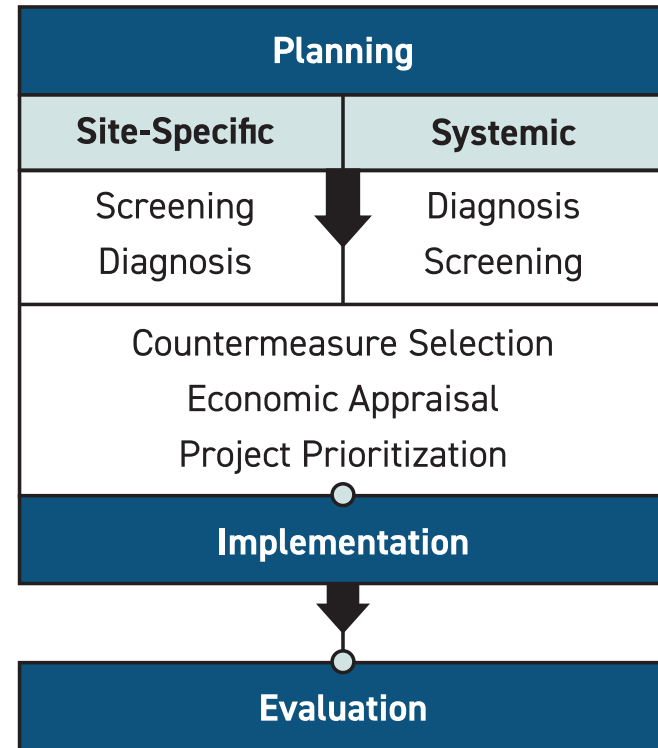 Planning
Site-Specific
Systemic
Screening
Diagnosis
Diagnosis
Screening
Countermeasure Selection
Economic Appraisal
Project Prioritization
Implementation
Evaluation